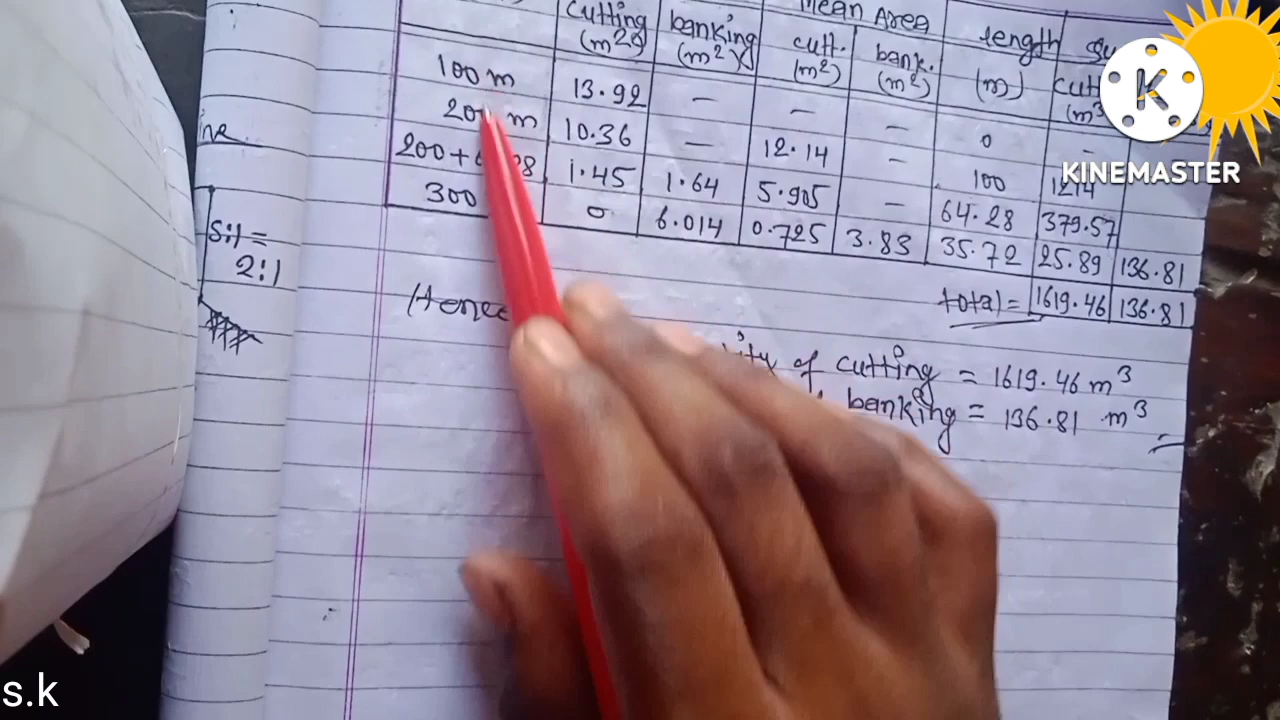 Cutting banking Mean Area length
(m2) (m2) cutt. bank. (m)
(m2) (m2) (m3
100 m 13.92 – – – 0 –
200 m 10.36 – 12.14 – 100 1214
200+ 1.45 1.64 5.905 – 64.28 379.57
300 0 6.014 0.725 3.83 35.72 25.89 136.81
total = 1619.46 136.81
Hence of cutting = 1619.46 m3
banking = 136.81 m3
S:1 =
2:1
K
KINEMASTER
s.k